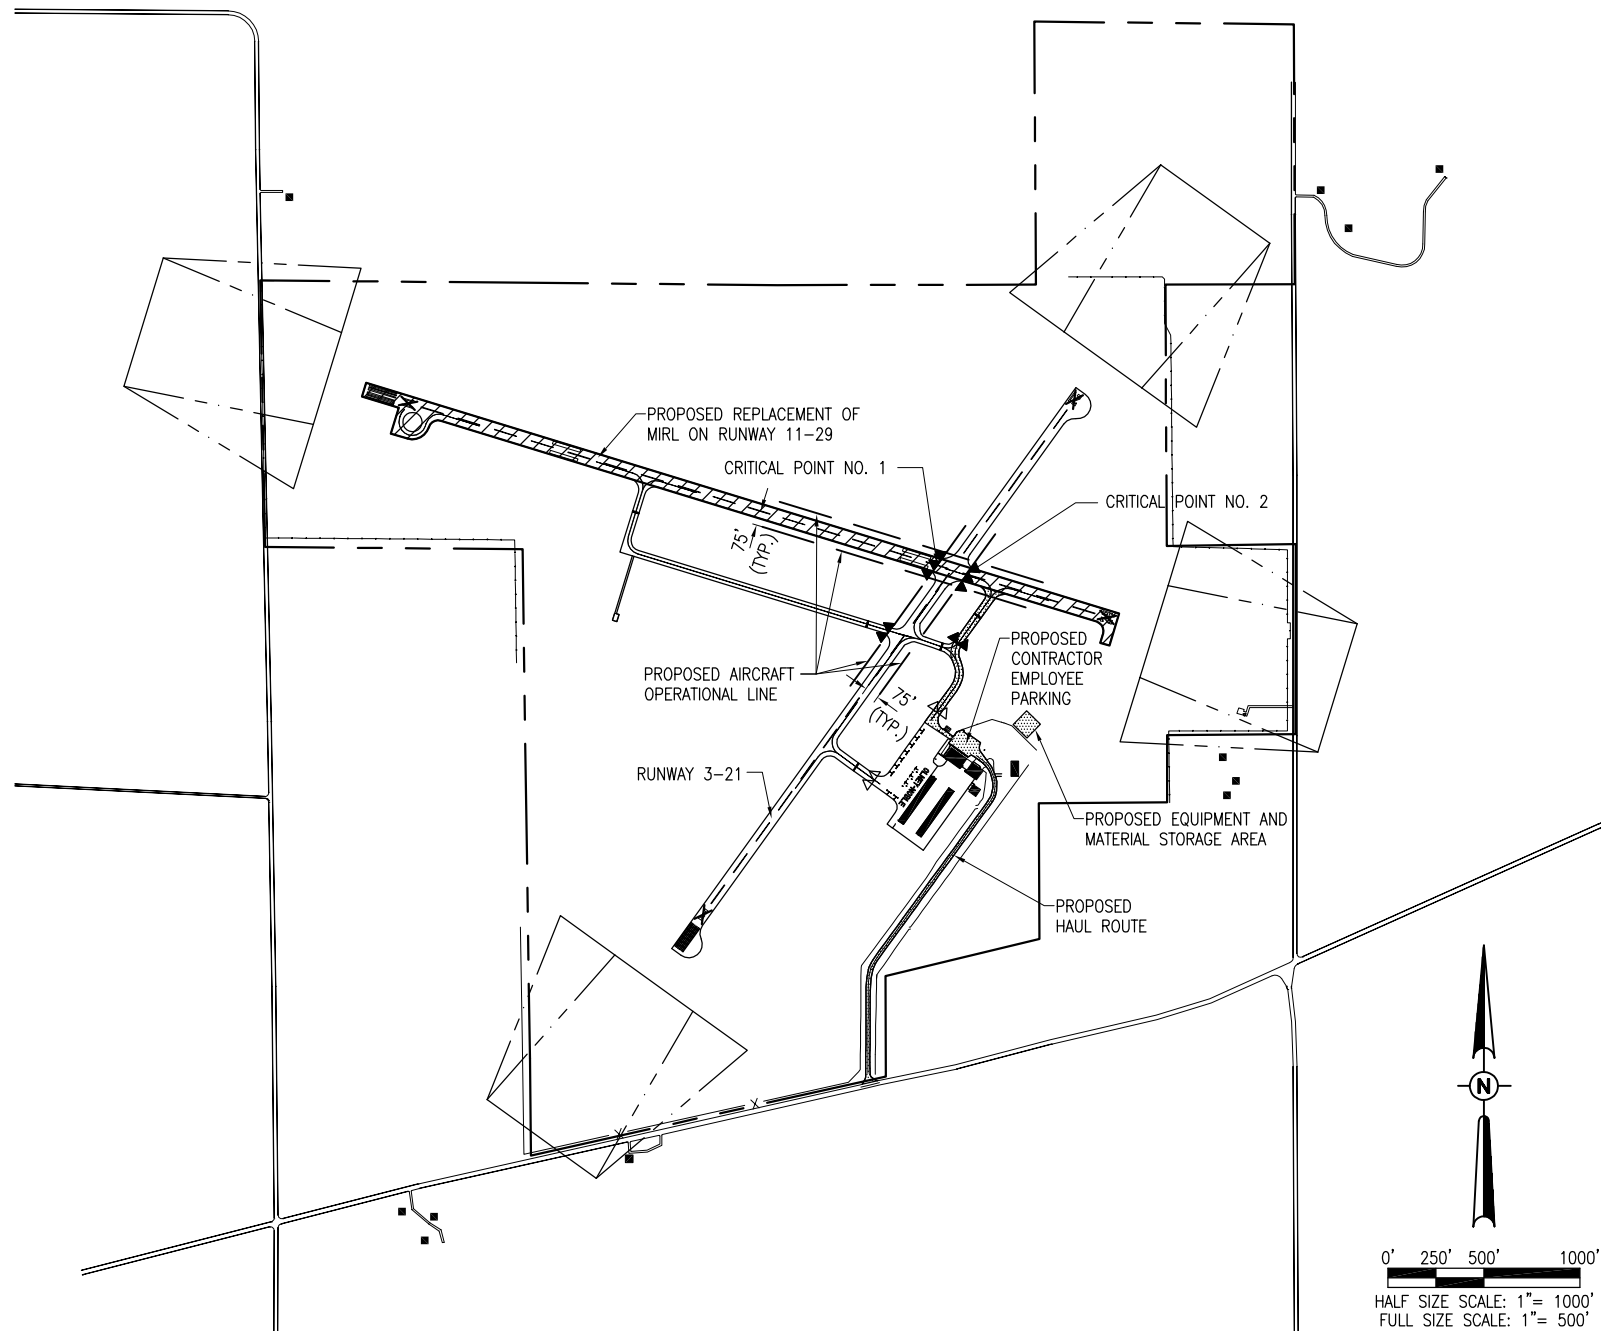 PROPOSED REPLACEMENT OF
MIRL ON RUNWAY 11-29
CRITICAL POINT NO. 1
CRITICAL POINT NO. 2
75'
(TYP.)
PROPOSED
CONTRACTOR
EMPLOYEE
PARKING
PROPOSED AIRCRAFT
OPERATIONAL LINE
75'
(TYP.)
RUNWAY 3-21
OLNEY-NOBLE
PROPOSED EQUIPMENT AND
MATERIAL STORAGE AREA
PROPOSED
HAUL ROUTE
N
0' 250' 500' 1000'
HALF SIZE SCALE: 1"= 1000'
FULL SIZE SCALE: 1"= 500'